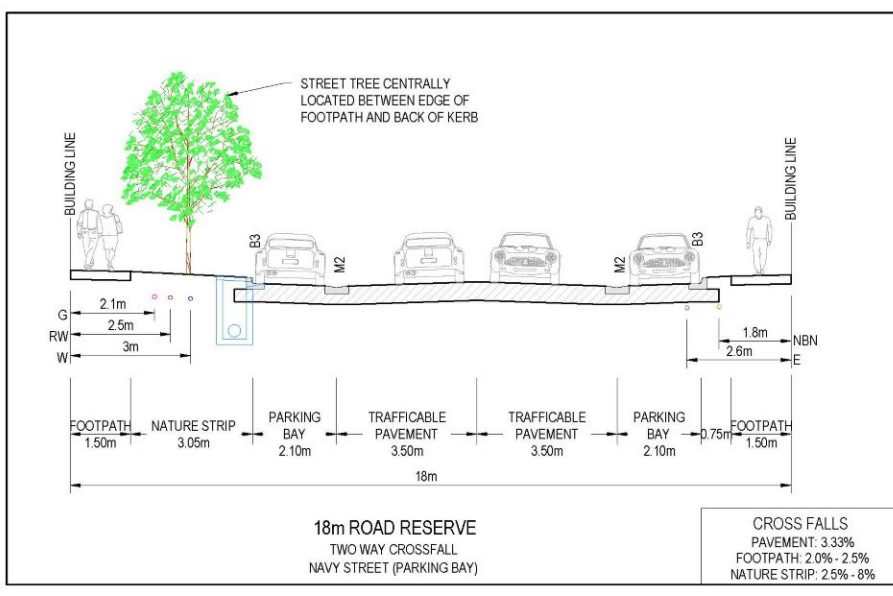 STREET TREE CENTRALLY
LOCATED BETWEEN EDGE OF
FOOTPATH AND BACK OF KERB
BUILDING LINE
BUILDING LINE
B3
M2
M2
B3
G
2.1m
RW
2.5m
W
3m
1.8m
NBN
2.6m
E
FOOTPATH
1.50m
NATURE STRIP
3.05m
PARKING
BAY
2.10m
TRAFFICABLE
PAVEMENT
3.50m
TRAFFICABLE
PAVEMENT
3.50m
PARKING
BAY
2.10m
0.75m
FOOTPATH
1.50m
18m
18m ROAD RESERVE
TWO WAY CROSSFALL
NAVY STREET (PARKING BAY)
CROSS FALLS
PAVEMENT: 3.33%
FOOTPATH: 2.0% - 2.5%
NATURE STRIP: 2.5% - 8%